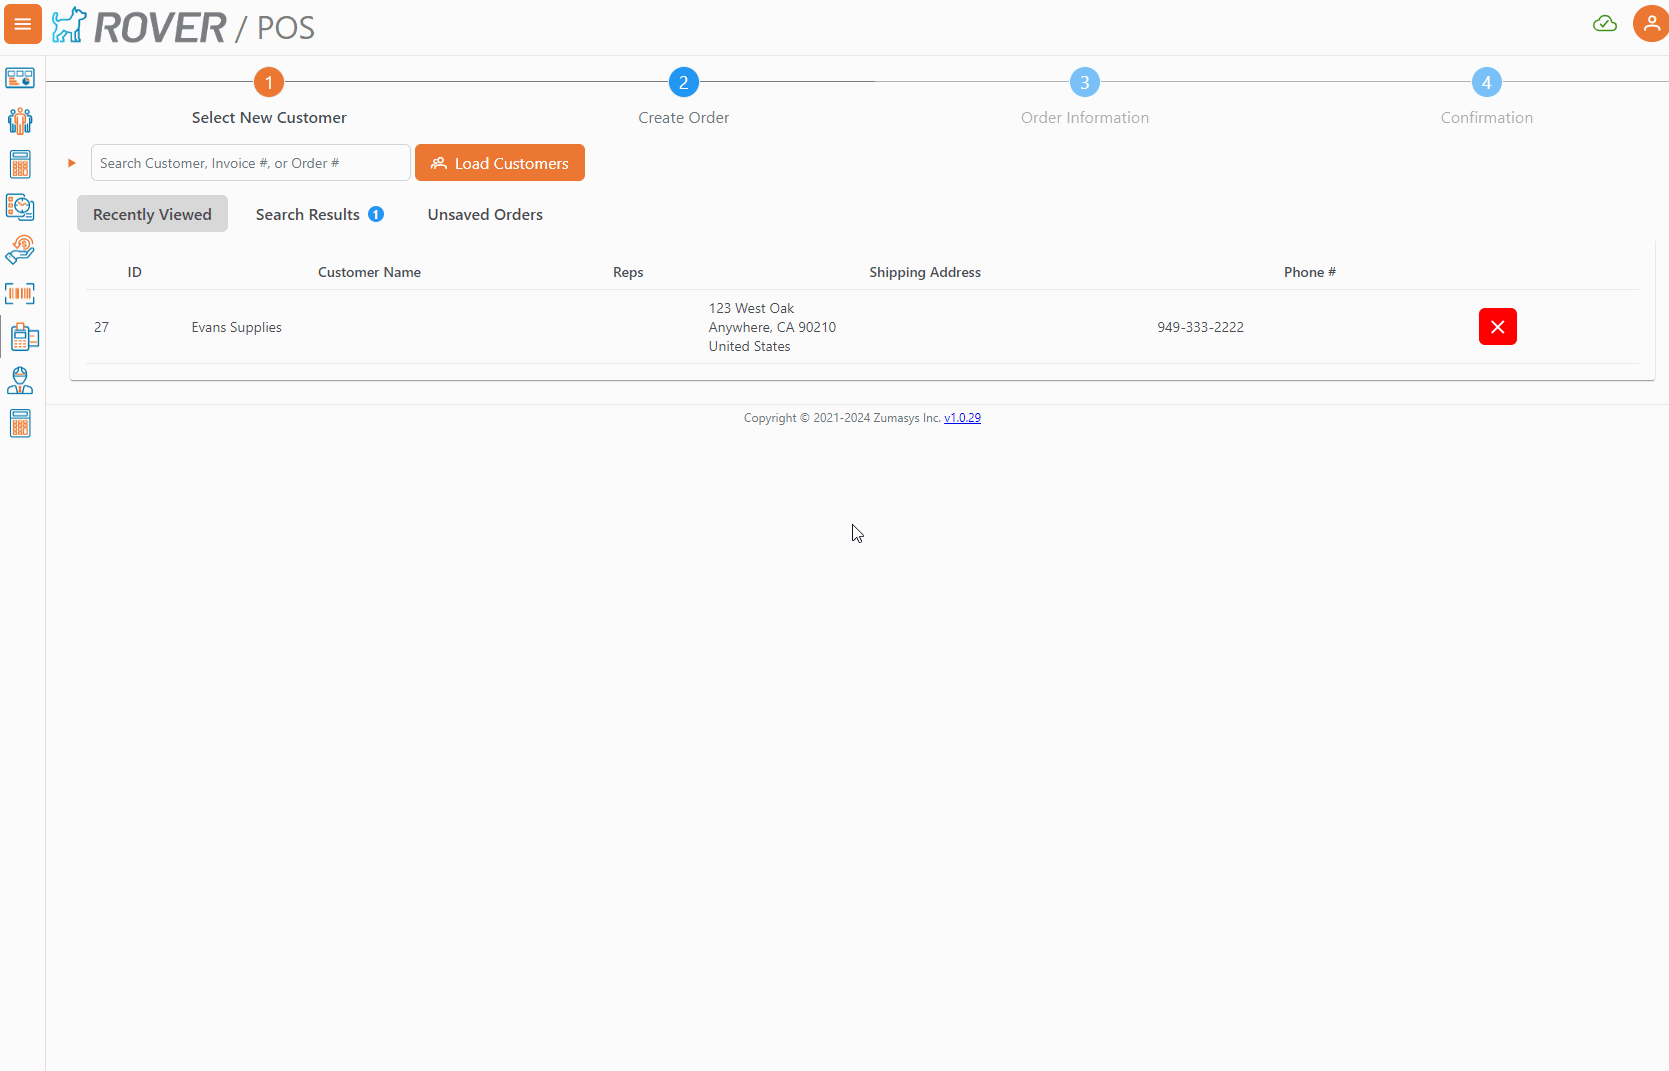 ROVER / POS
1 2 3 4
Select New Customer Create Order Order Information Confirmation
Search Customer, Invoice #, or Order # Load Customers
Recently Viewed Search Results 1 Unsaved Orders
ID Customer Name Reps Shipping Address Phone #
123 West Oak
27 Evans Supplies Anywhere, CA 90210 949-333-2222
United States
Copyright © 2021-2024 Zumasys Inc. v1.0.29